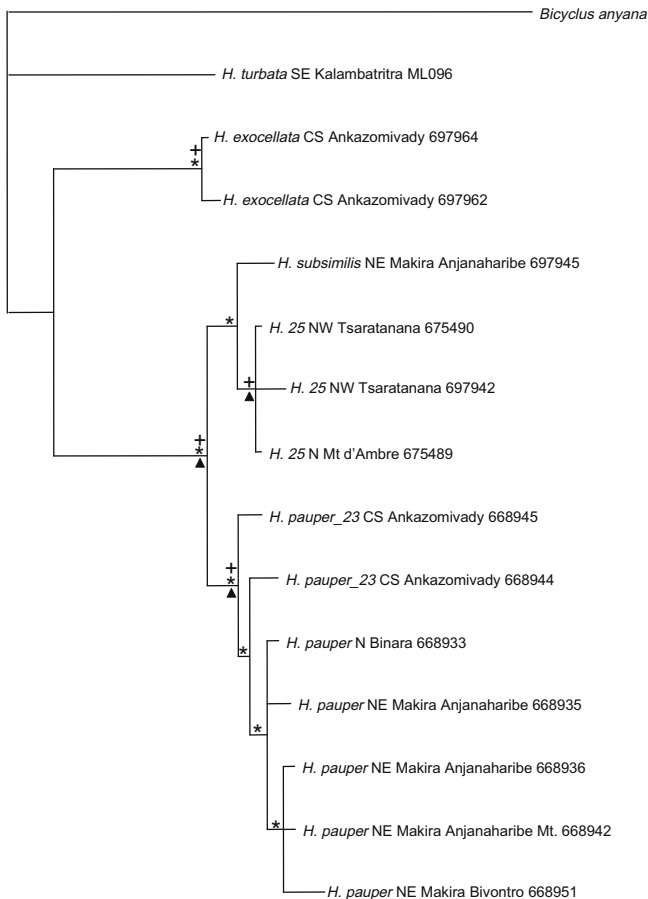 Bicyclus anyana
H. turbata SE Kalambatritra ML096
H. exocellata CS Ankazomivady 697964
H. exocellata CS Ankazomivady 697962
H. subsimilis NE Makira Anjanaharibe 697945
H. 25 NW Tsaratanana 675490
H. 25 NW Tsaratanana 697942
H. 25 N Mt d'Ambre 675489
H. pauper_23 CS Ankazomivady 668945
H. pauper_23 CS Ankazomivady 668944
H. pauper N Binara 668933
H. pauper NE Makira Anjanaharibe 668935
H. pauper NE Makira Anjanaharibe 668936
H. pauper NE Makira Anjanaharibe Mt. 668942
H. pauper NE Makira Bivontro 668951